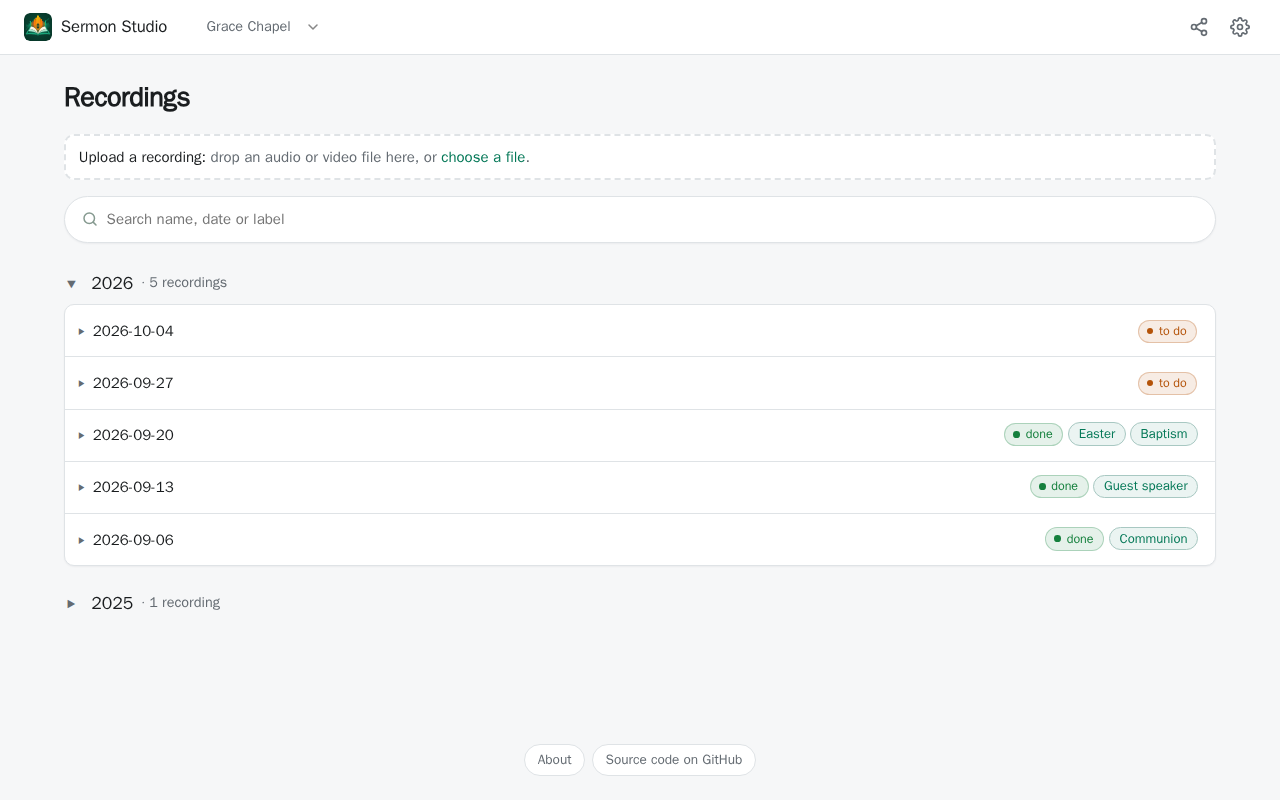 Sermon Studio
Grace Chapel
Recordings
Upload a recording: drop an audio or video file here, or choose a file.
Search name, date or label
2026 · 5 recordings
2026-10-04 to do
2026-09-27 to do
2026-09-20 done Easter Baptism
2026-09-13 done Guest speaker
2026-09-06 done Communion
2025 · 1 recording
About
Source code on GitHub